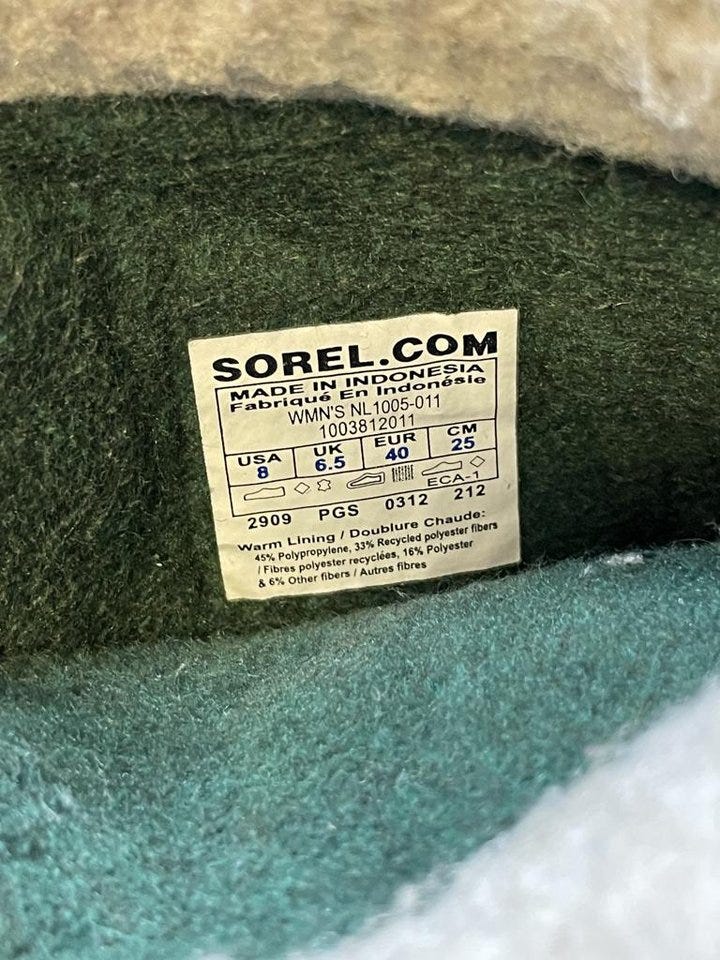 SOREL.COM
MADE IN INDONESIA
Fabriqué En Indonésie
WMN'S NL1005-011
1003812011
USA UK EUR CM
8 6.5 40 25
ECA-1
2909 PGS 0312 212
Warm Lining / Doublure Chaude:
45% Polypropylene, 33% Recycled polyester fibers
/ Fibres polyester recyclées, 16% Polyester
& 6% Other fibers / Autres fibres